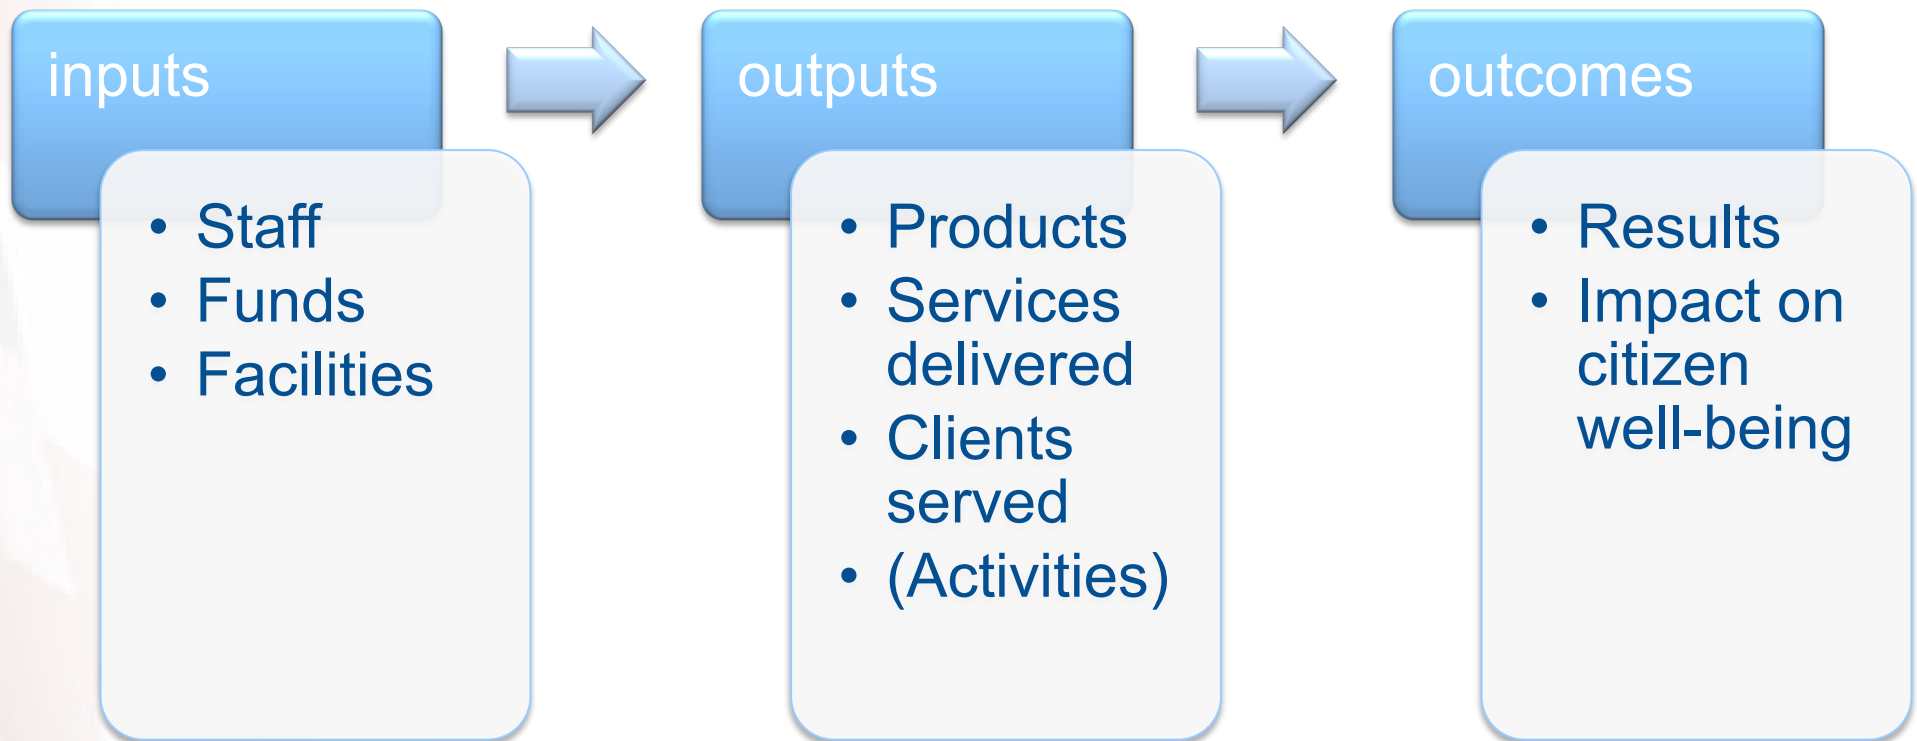 inputs
• Staff
• Funds
• Facilities
outputs
• Products
• Services
delivered
• Clients
served
• (Activities)
outcomes
• Results
• Impact on
citizen
well-being